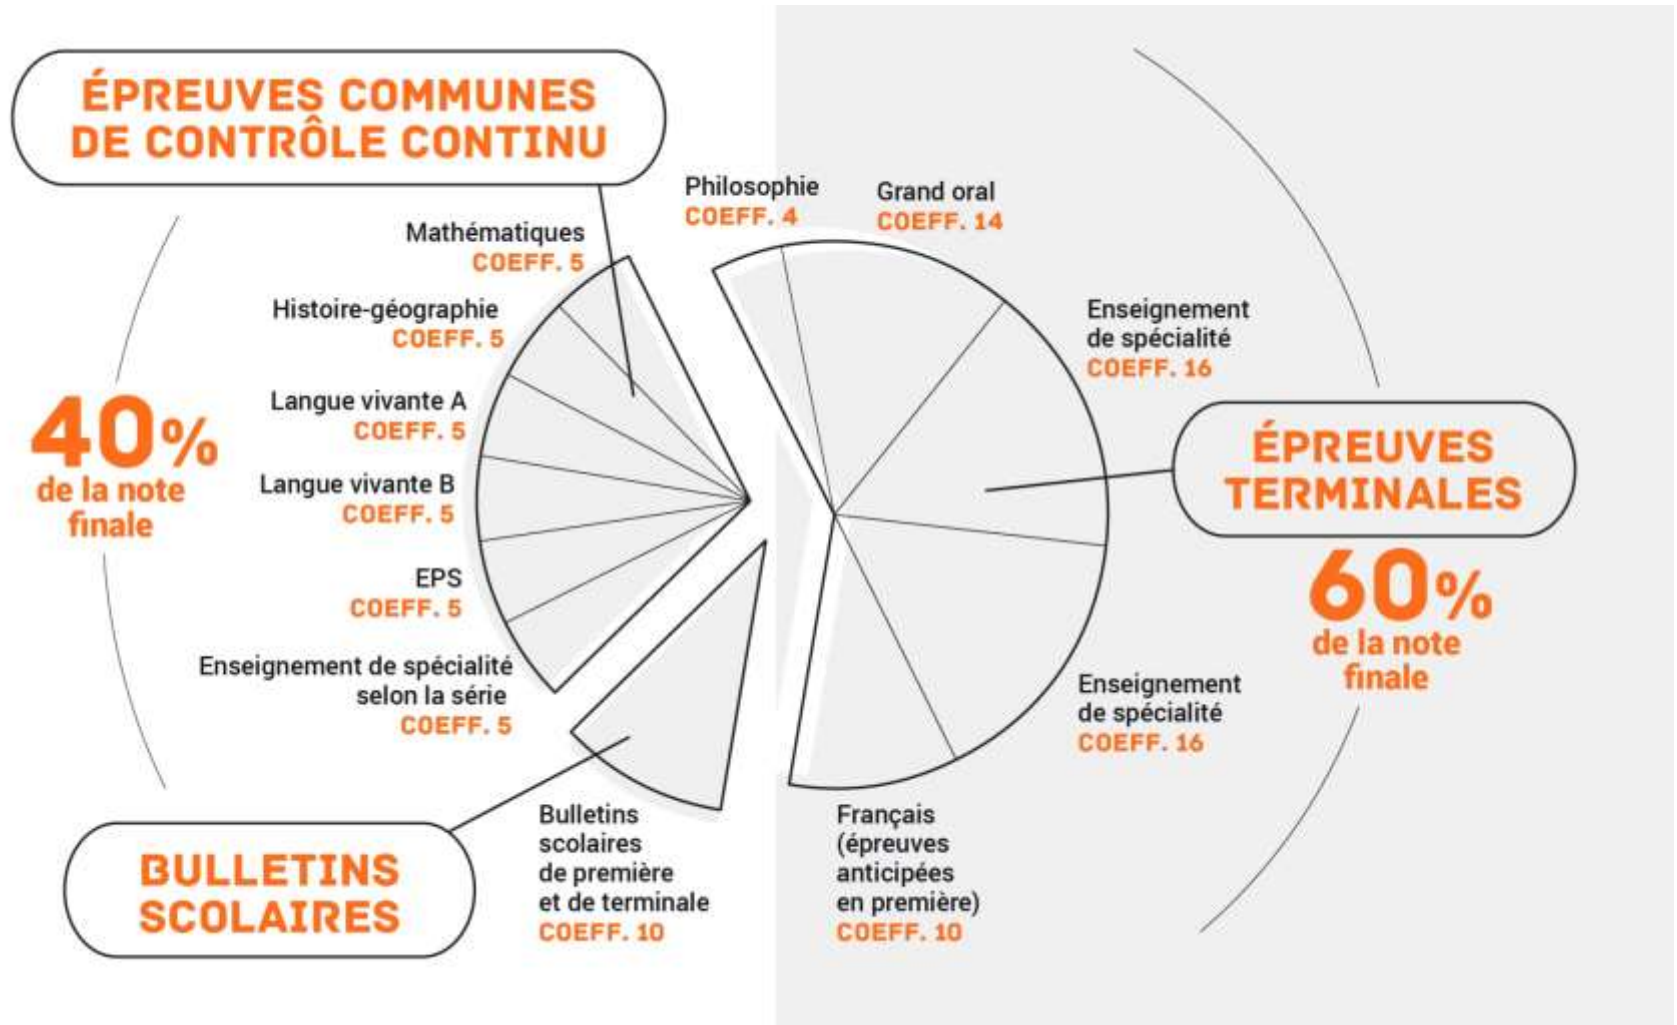 ÉPREUVES COMMUNES
DE CONTRÔLE CONTINU
Mathématiques
COEFF. 5
Histoire-géographie
COEFF. 5
Langue vivante A
COEFF. 5
Langue vivante B
COEFF. 5
EPS
COEFF. 5
Enseignement de spécialité
selon la série
COEFF. 5
40%
de la note
finale
BULLETINS
SCOLAIRES
Bulletins
scolaires
de première
et de terminale
COEFF. 10
Philosophie
COEFF. 4
Grand oral
COEFF. 14
Enseignement
de spécialité
COEFF. 16
ÉPREUVES
TERMINALES
60%
de la note
finale
Enseignement
de spécialité
COEFF. 16
Français
(épreuves
anticipées
en première)
COEFF. 10